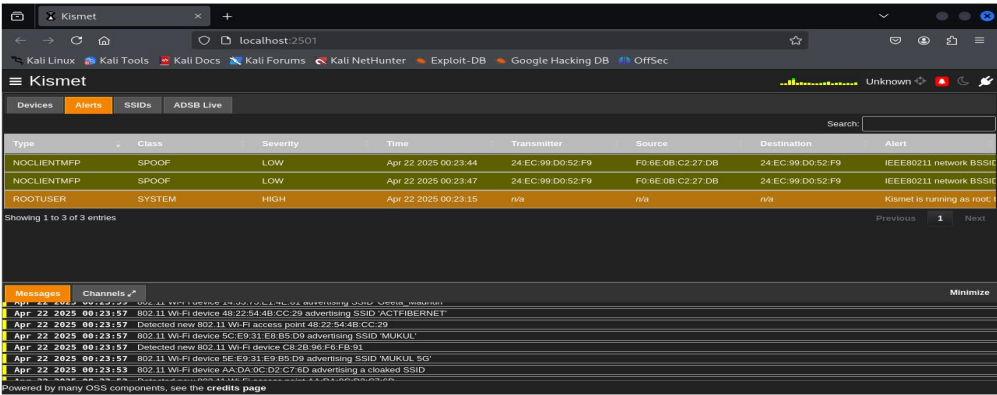 Kismet
localhost:2501
Kali Linux Kali Tools Kali Docs Kali Forums Kali NetHunter Exploit-DB Google Hacking DB OffSec
Kismet Unknown
Devices Alerts SSIDs ADSB Live
Search:
Type Class Severity Time Transmitter Source Destination Alert
NOCLIENTMFP SPOOF LOW Apr 22 2025 00:23:44 24:EC:99:D0:52:F9 F0:6E:0B:C2:27:DB 24:EC:99:D0:52:F9 IEEE80211 network BSSID
NOCLIENTMFP SPOOF LOW Apr 22 2025 00:23:47 24:EC:99:D0:52:F9 F0:6E:0B:C2:27:DB 24:EC:99:D0:52:F9 IEEE80211 network BSSID
ROOTUSER SYSTEM HIGH Apr 22 2025 00:23:15 n/a n/a n/a Kismet is running as root;
Showing 1 to 3 of 3 entries Previous 1 Next
Messages Channels Minimize
Apr 22 2025 802.11 Wi-Fi device advertising SSID
Apr 22 2025 00:23:57 802.11 Wi-Fi device 48:22:54:4B:CC:29 advertising SSID 'ACTFIBERNET'
Apr 22 2025 00:23:57 Detected new 802.11 Wi-Fi access point 48:22:54:4B:CC:29
Apr 22 2025 00:23:57 802.11 Wi-Fi device 5C:E9:31:E8:B5:D9 advertising SSID 'MUKUL'
Apr 22 2025 00:23:57 Detected new 802.11 Wi-Fi device C8:2B:96:F6:FB:91
Apr 22 2025 00:23:57 802.11 Wi-Fi device 5E:E9:31:E9:B5:D9 advertising SSID 'MUKUL 5G'
Apr 22 2025 00:23:53 802.11 Wi-Fi device AA:DA:0C:D2:C7:6D advertising a cloaked SSID
Powered by many OSS components, see the credits page